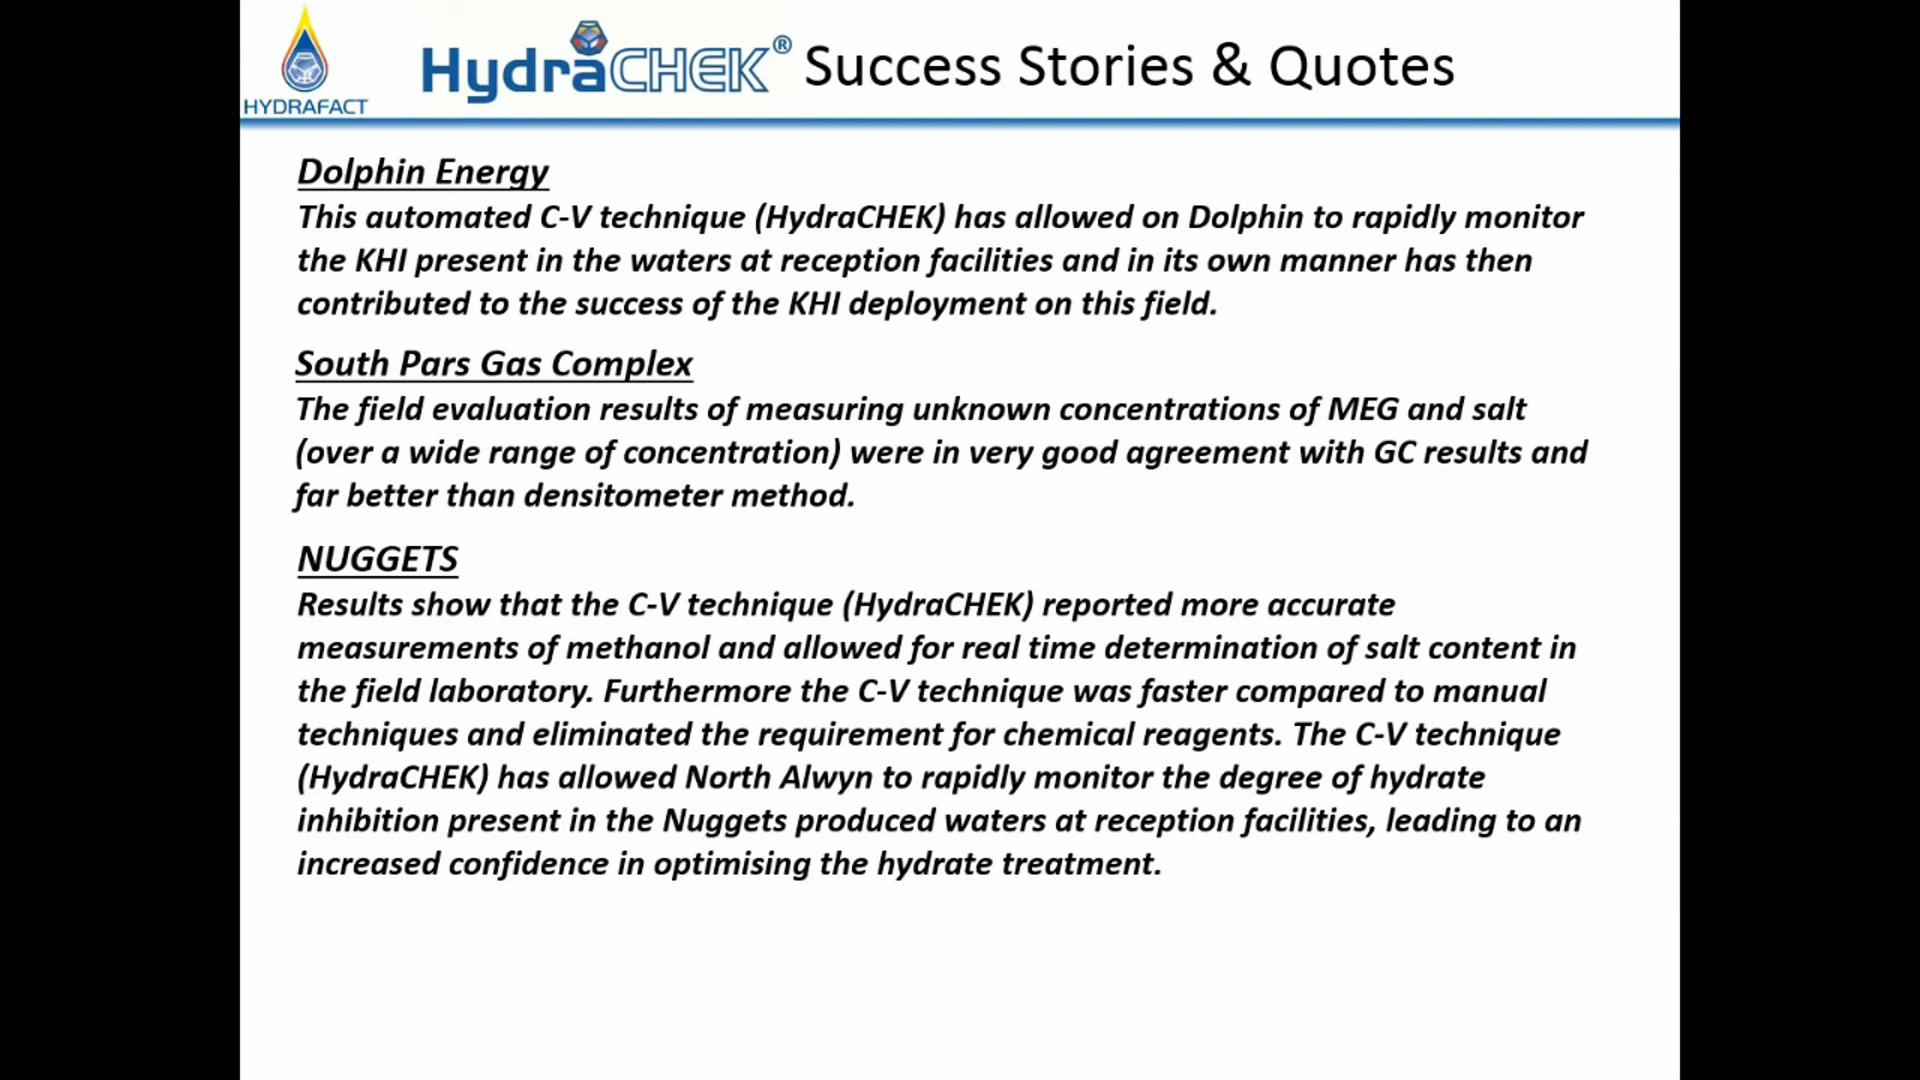 HYDRAFACT
HydraCHEK® Success Stories & Quotes
Dolphin Energy
This automated C-V technique (HydraCHEK) has allowed on Dolphin to rapidly monitor
the KHI present in the waters at reception facilities and in its own manner has then
contributed to the success of the KHI deployment on this field.
South Pars Gas Complex
The field evaluation results of measuring unknown concentrations of MEG and salt
(over a wide range of concentration) were in very good agreement with GC results and
far better than densitometer method.
NUGGETS
Results show that the C-V technique (HydraCHEK) reported more accurate
measurements of methanol and allowed for real time determination of salt content in
the field laboratory. Furthermore the C-V technique was faster compared to manual
techniques and eliminated the requirement for chemical reagents. The C-V technique
(HydraCHEK) has allowed North Alwyn to rapidly monitor the degree of hydrate
inhibition present in the Nuggets produced waters at reception facilities, leading to an
increased confidence in optimising the hydrate treatment.